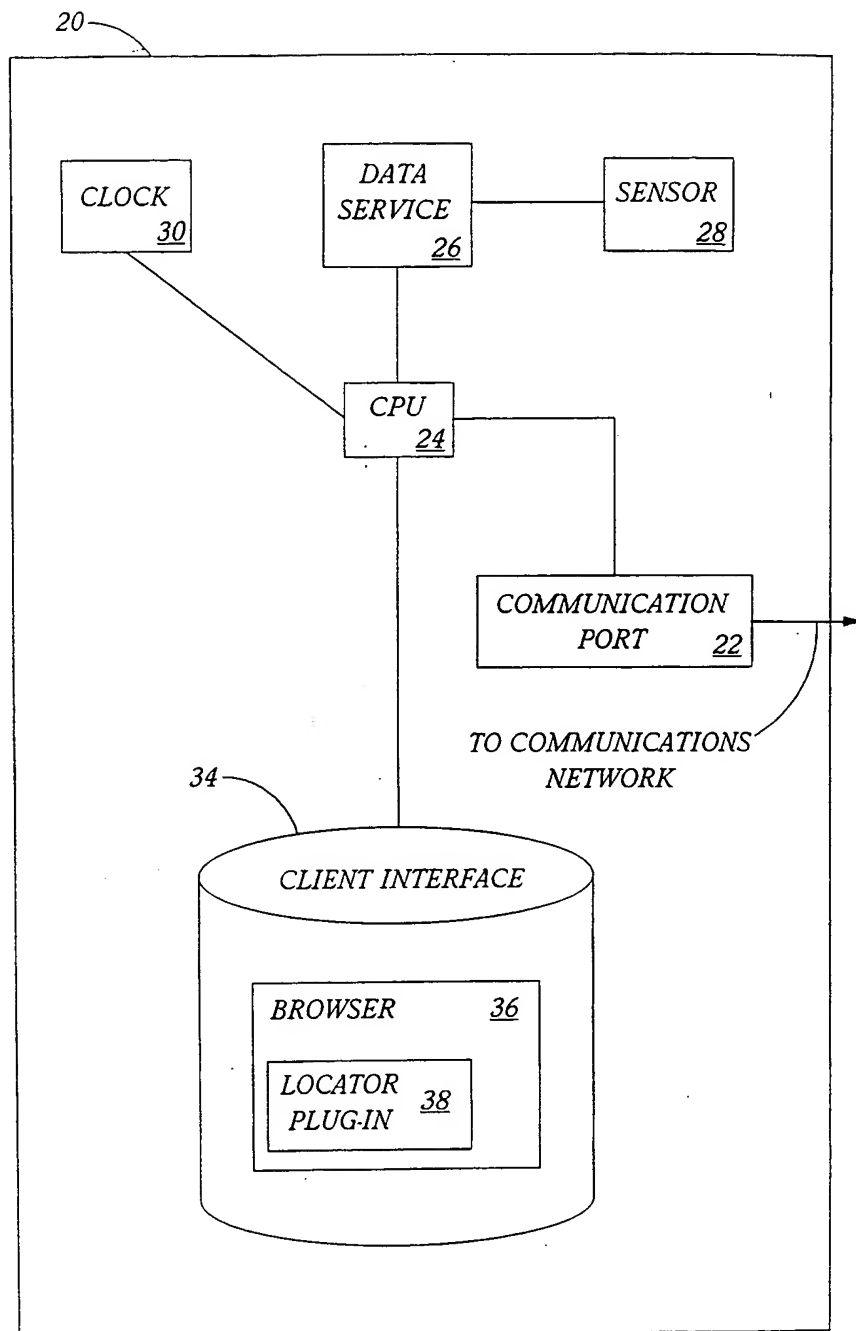 20
CLOCK
30
DATA
SERVICE
26
SENSOR
28
CPU
24
COMMUNICATION
PORT
22
TO COMMUNICATIONS
NETWORK
34
CLIENT INTERFACE
BROWSER 36
LOCATOR
PLUG-IN
38